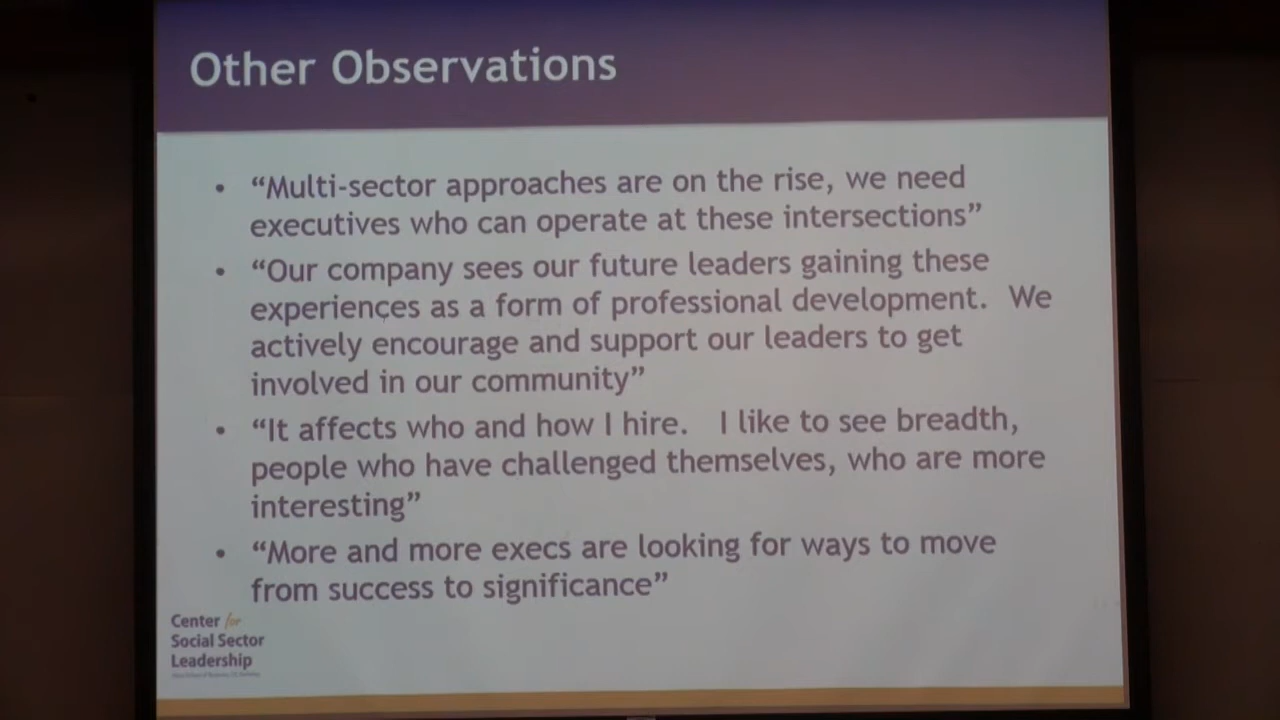 Other Observations
• “Multi-sector approaches are on the rise, we need
executives who can operate at these intersections”
• “Our company sees our future leaders gaining these
experiences as a form of professional development. We
actively encourage and support our leaders to get
involved in our community”
• “It affects who and how I hire. I like to see breadth,
people who have challenged themselves, who are more
interesting”
• “More and more execs are looking for ways to move
from success to significance”
Center for
Social Sector
Leadership